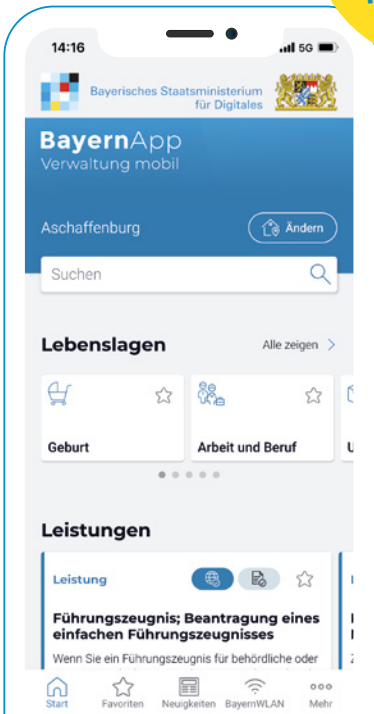 14:16
5G
Bayerisches Staatsministerium
für Digitales
BayernApp
Verwaltung mobil
Aschaffenburg
Ändern
Suchen
Lebenslagen
Alle zeigen
Geburt
Arbeit und Beruf
U
Leistungen
Leistung
Führungszeugnis; Beantragung eines
einfachen Führungszeugnisses
Wenn Sie ein Führungszeugnis für behördliche oder
Start
Favoriten
Neuigkeiten
BayernWLAN
Mehr